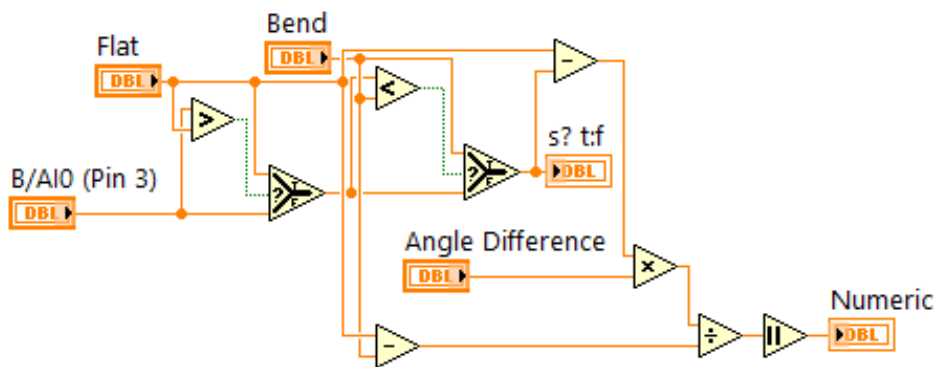 Bend
DBL
Flat
DBL
>
<
−
?
T
F
?
T
F
s? t:f
DBL
B/AI0 (Pin 3)
DBL
Angle Difference
DBL
×
−
÷
||
Numeric
DBL